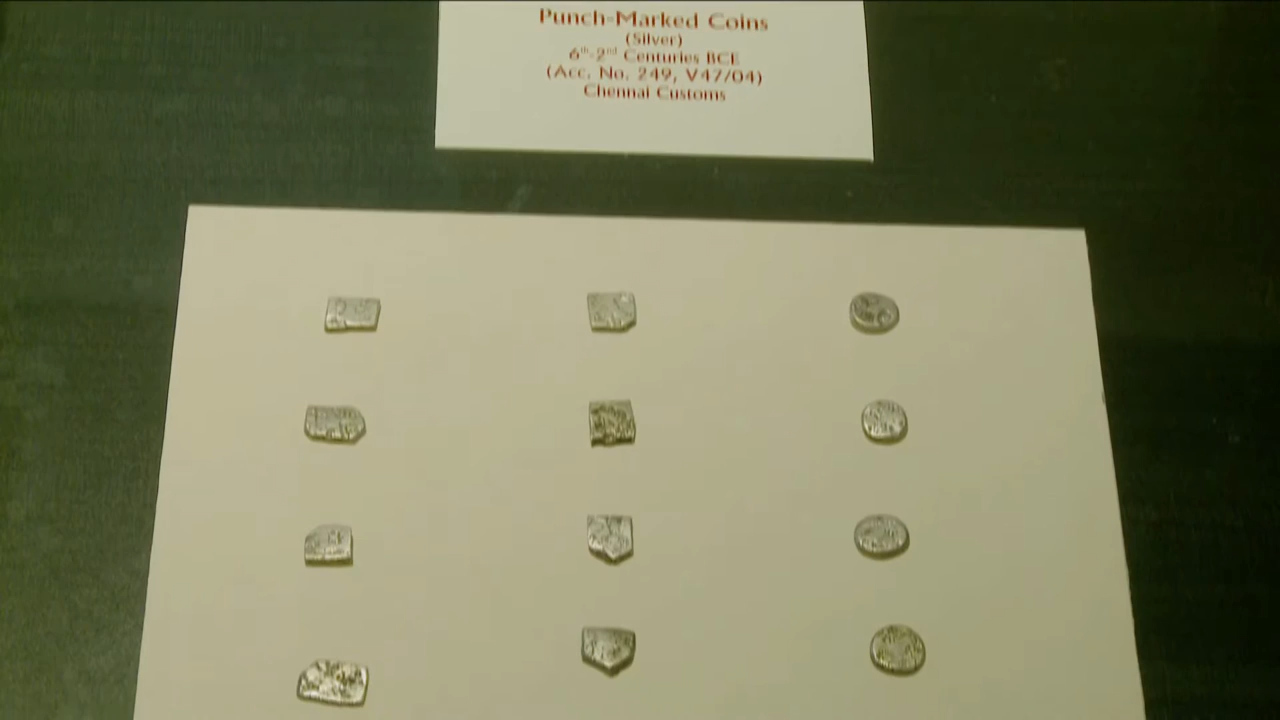 Punch-Marked Coins
(Silver)
6th-2nd Centuries BCE
(Acc. No. 249, V47/04)
Chennai Customs